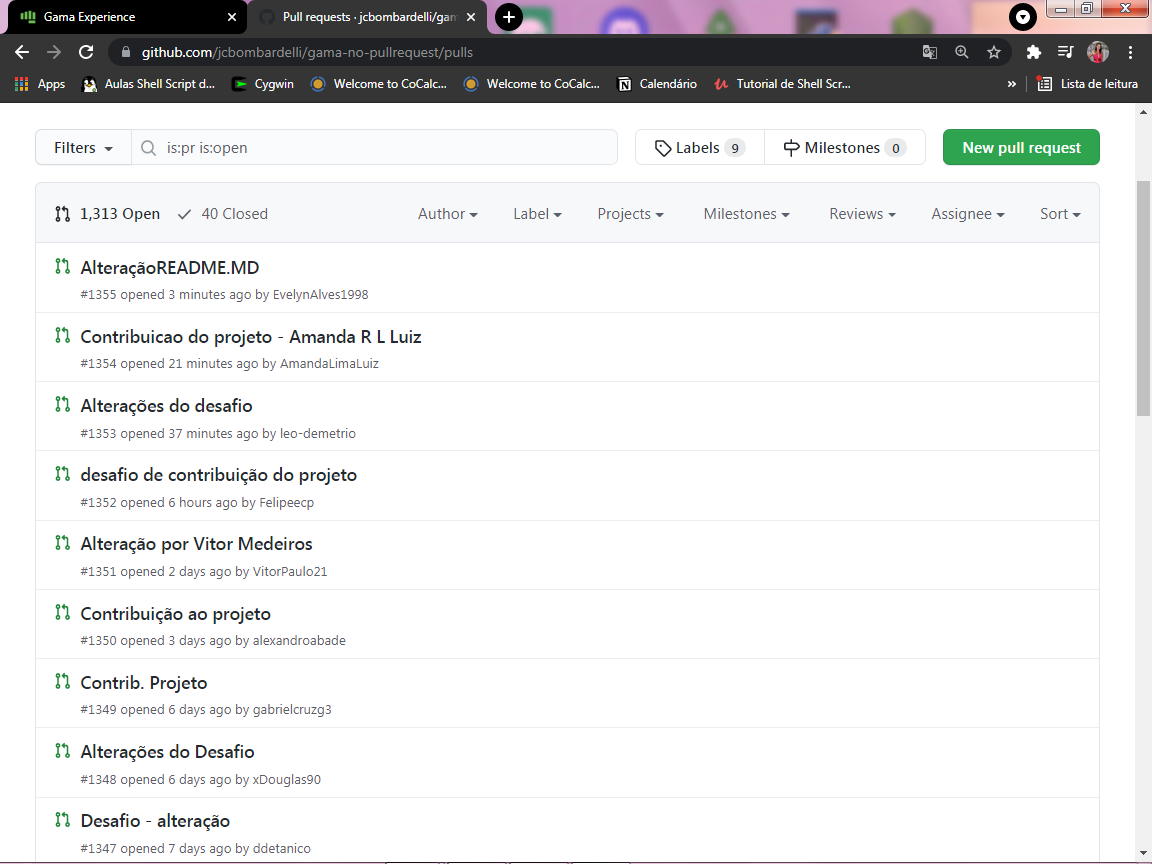 Gama Experience
Pull requests · jcbombardelli/gam
github.com/jcbombardelli/gama-no-pullrequest/pulls
Apps
Aulas Shell Script d...
Cygwin
Welcome to CoCalc...
Welcome to CoCalc...
Calendário
Tutorial de Shell Scr...
»
Lista de leitura
Filters
is:pr is:open
Labels 9
Milestones 0
New pull request
1,313 Open
40 Closed
Author
Label
Projects
Milestones
Reviews
Assignee
Sort
AlteraçãoREADME.MD
#1355 opened 3 minutes ago by EvelynAlves1998
Contribuicao do projeto - Amanda R L Luiz
#1354 opened 21 minutes ago by AmandaLimaLuiz
Alterações do desafio
#1353 opened 37 minutes ago by leo-demetrio
desafio de contribuição do projeto
#1352 opened 6 hours ago by Felipeecp
Alteração por Vitor Medeiros
#1351 opened 2 days ago by VitorPaulo21
Contribuição ao projeto
#1350 opened 3 days ago by alexandroabade
Contrib. Projeto
#1349 opened 6 days ago by gabrielcruzg3
Alterações do Desafio
#1348 opened 6 days ago by xDouglas90
Desafio - alteração
#1347 opened 7 days ago by ddetanico